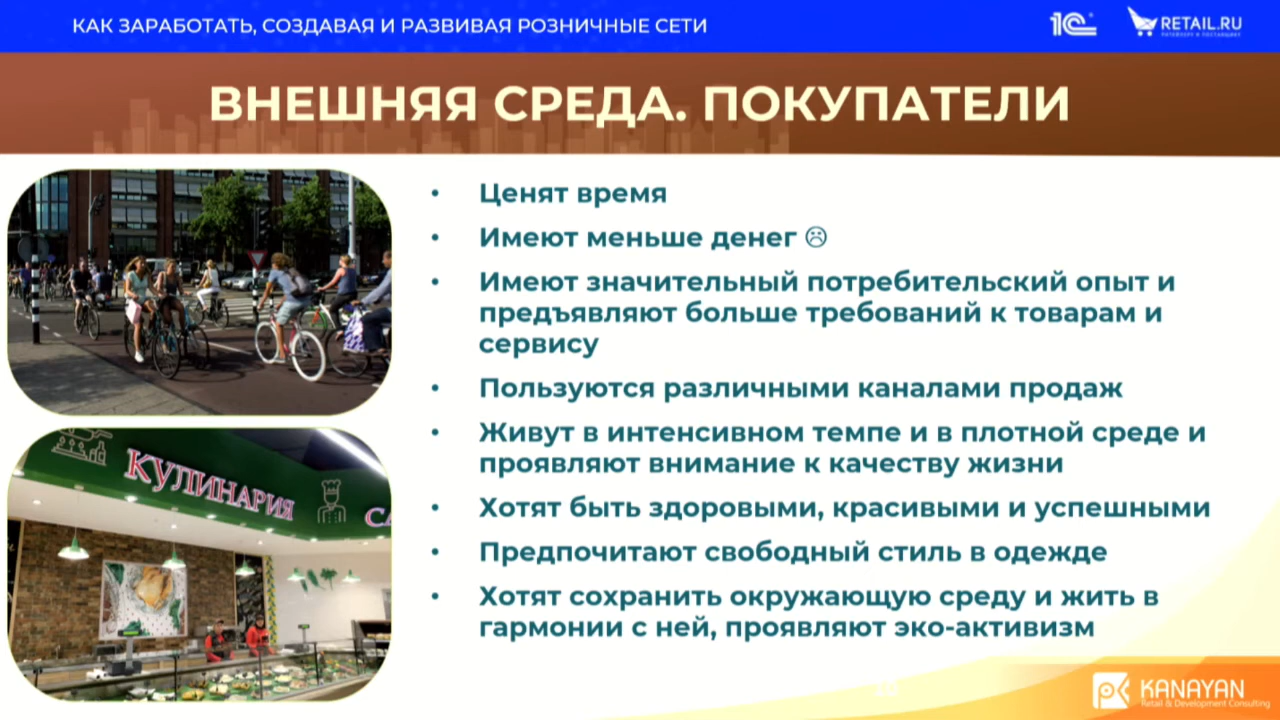 КАК ЗАРАБОТАТЬ, СОЗДАВАЯ И РАЗВИВАЯ РОЗНИЧНЫЕ СЕТИ
1С
RETAIL.RU
ВНЕШНЯЯ СРЕДА. ПОКУПАТЕЛИ
• Ценят время
• Имеют меньше денег ☹
• Имеют значительный потребительский опыт и
предъявляют больше требований к товарам и
сервису
• Пользуются различными каналами продаж
• Живут в интенсивном темпе и в плотной среде и
проявляют внимание к качеству жизни
• Хотят быть здоровыми, красивыми и успешными
• Предпочитают свободный стиль в одежде
• Хотят сохранить окружающую среду и жить в
гармонии с ней, проявляют эко-активизм
КУЛИНАРИЯ
KANAYAN
Retail & Development Consulting